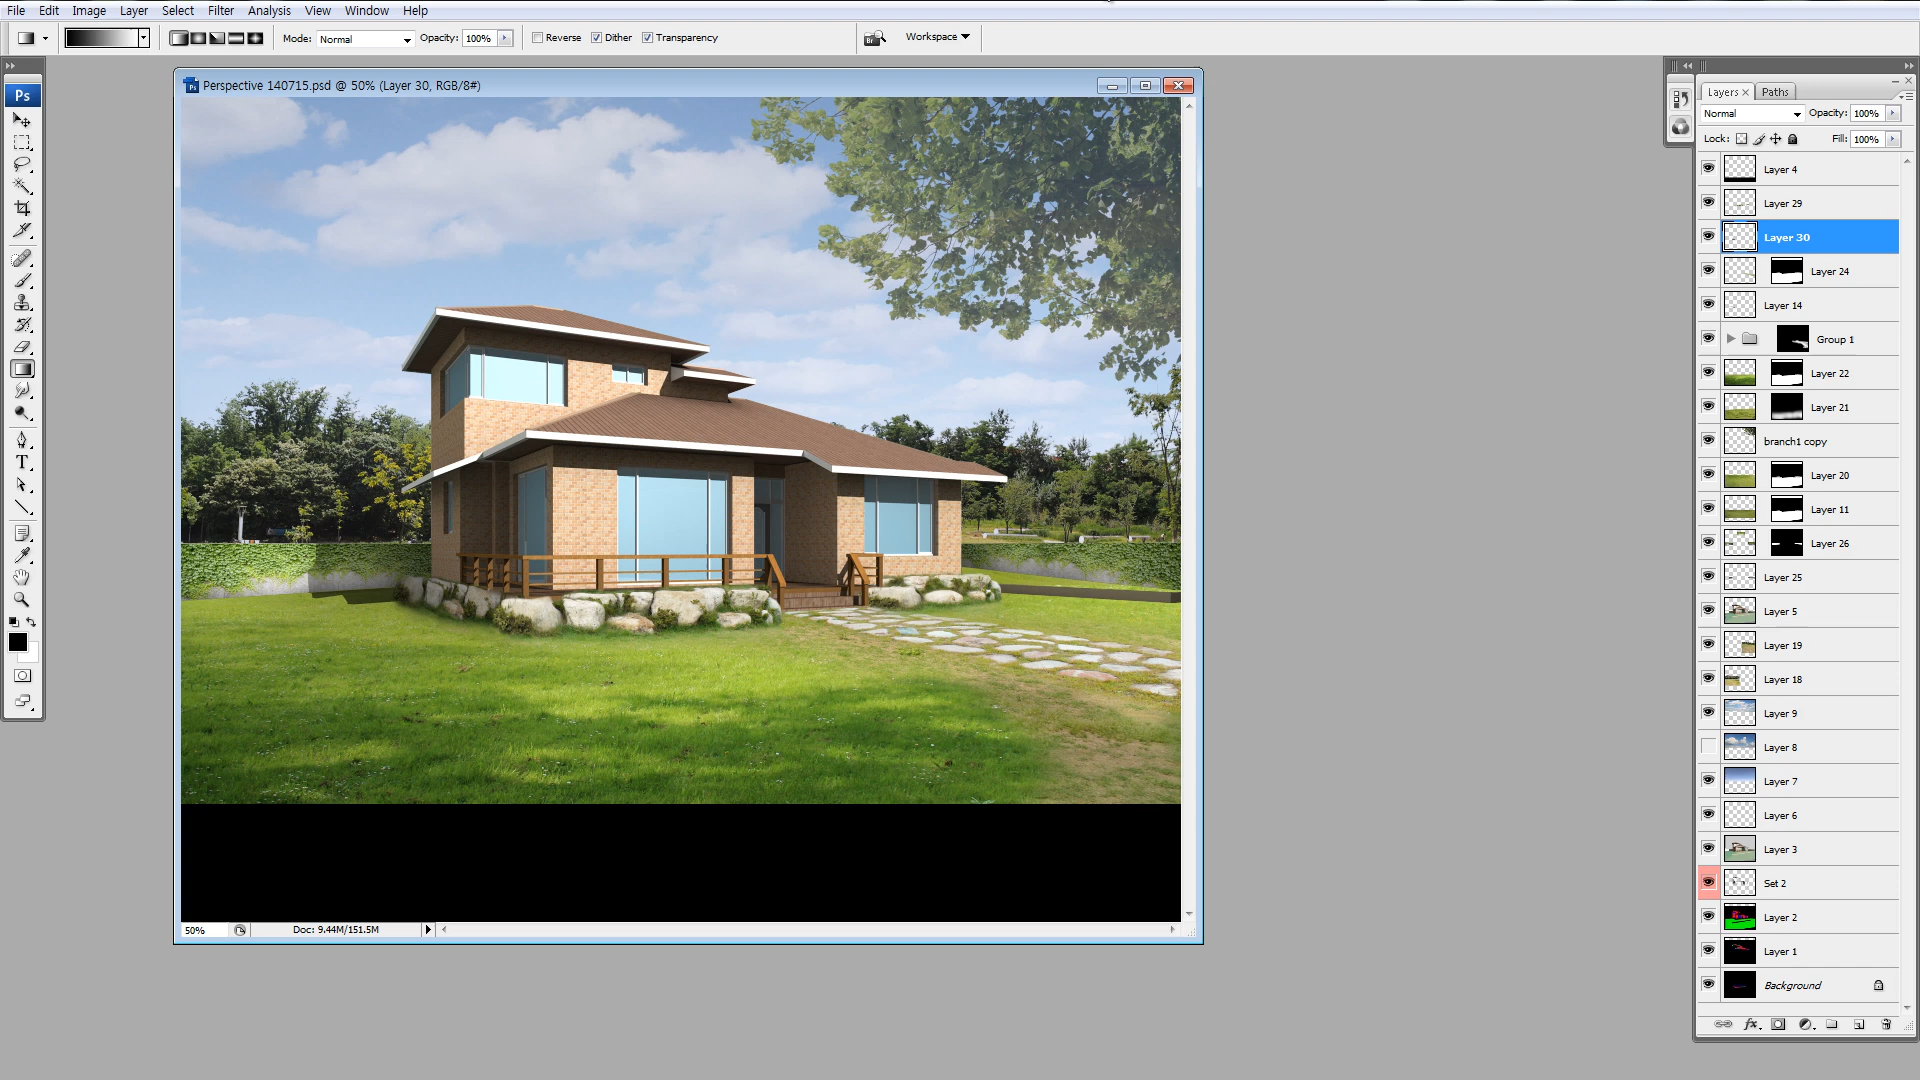 File Edit Image Layer Select Filter Analysis View Window Help
Mode: Normal Opacity: 100% Reverse Dither Transparency Workspace
Ps
Perspective 140715.psd @ 50% (Layer 30, RGB/8#)
50% Doc: 9.44M/151.5M
Layers Paths
Normal Opacity: 100%
Lock: Fill: 100%
Layer 4
Layer 29
Layer 30
Layer 24
Layer 14
Group 1
Layer 22
Layer 21
branch1 copy
Layer 20
Layer 11
Layer 26
Layer 25
Layer 5
Layer 19
Layer 18
Layer 9
Layer 8
Layer 7
Layer 6
Layer 3
Set 2
Layer 2
Layer 1
Background